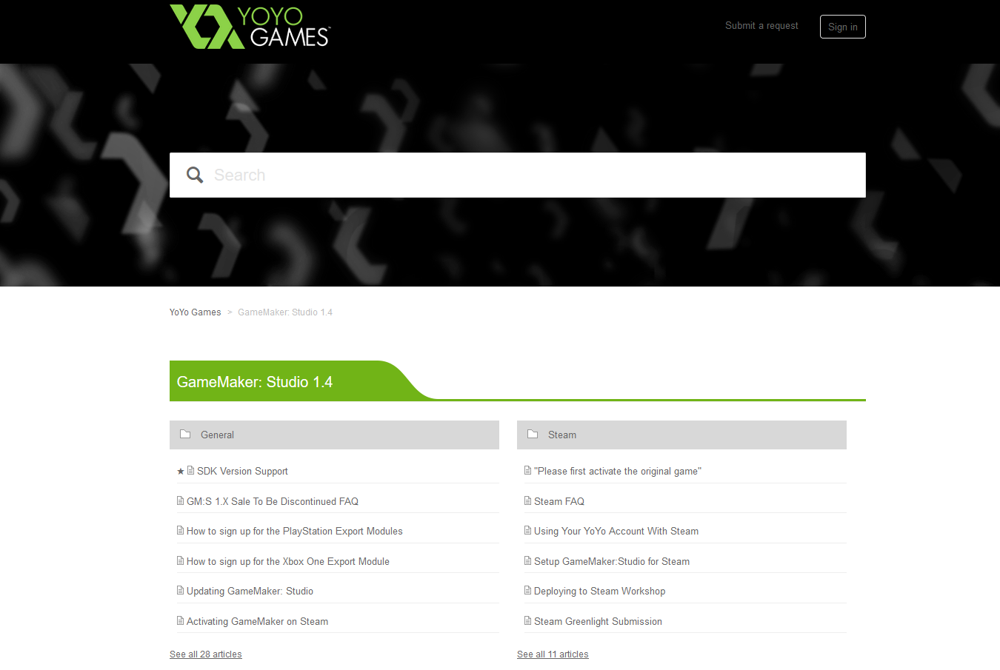 YOYO
GAMES™
Submit a request
Sign in
Search
YoYo Games > GameMaker: Studio 1.4
GameMaker: Studio 1.4
General
★ SDK Version Support
GM:S 1.X Sale To Be Discontinued FAQ
How to sign up for the PlayStation Export Modules
How to sign up for the Xbox One Export Module
Updating GameMaker: Studio
Activating GameMaker on Steam
See all 28 articles
Steam
"Please first activate the original game"
Steam FAQ
Using Your YoYo Account With Steam
Setup GameMaker:Studio for Steam
Deploying to Steam Workshop
Steam Greenlight Submission
See all 11 articles